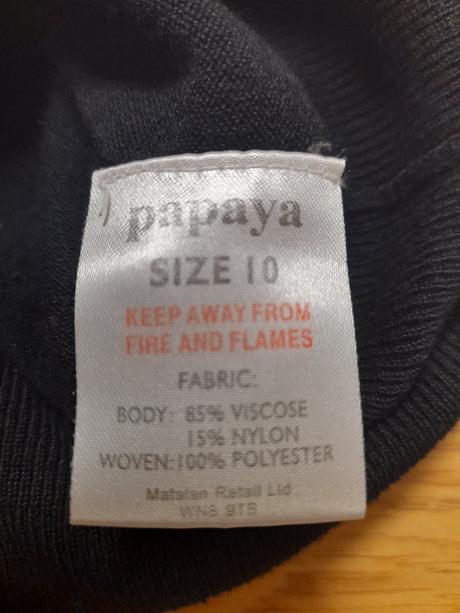 papaya
SIZE 10
KEEP AWAY FROM
FIRE AND FLAMES
FABRIC:
BODY: 85% VISCOSE
15% NYLON
WOVEN:100% POLYESTER
Matalan Retail Ltd
WN8 9TB